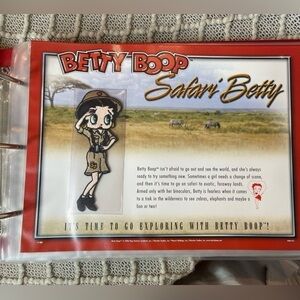 BETTY BOOP
Safari Betty
Betty Boop® isn't afraid to go out and see the world, and she's always
ready to try something new. Sometimes a girl needs a change of scene,
and then it's time to go on safari to exotic, faraway lands.
Armed only with her binoculars, Betty is fearless when it comes
to a trek in the wilderness to see zebras, elephants and maybe a
lion or two!
IT'S TIME TO GO EXPLORING WITH BETTY BOOP™!